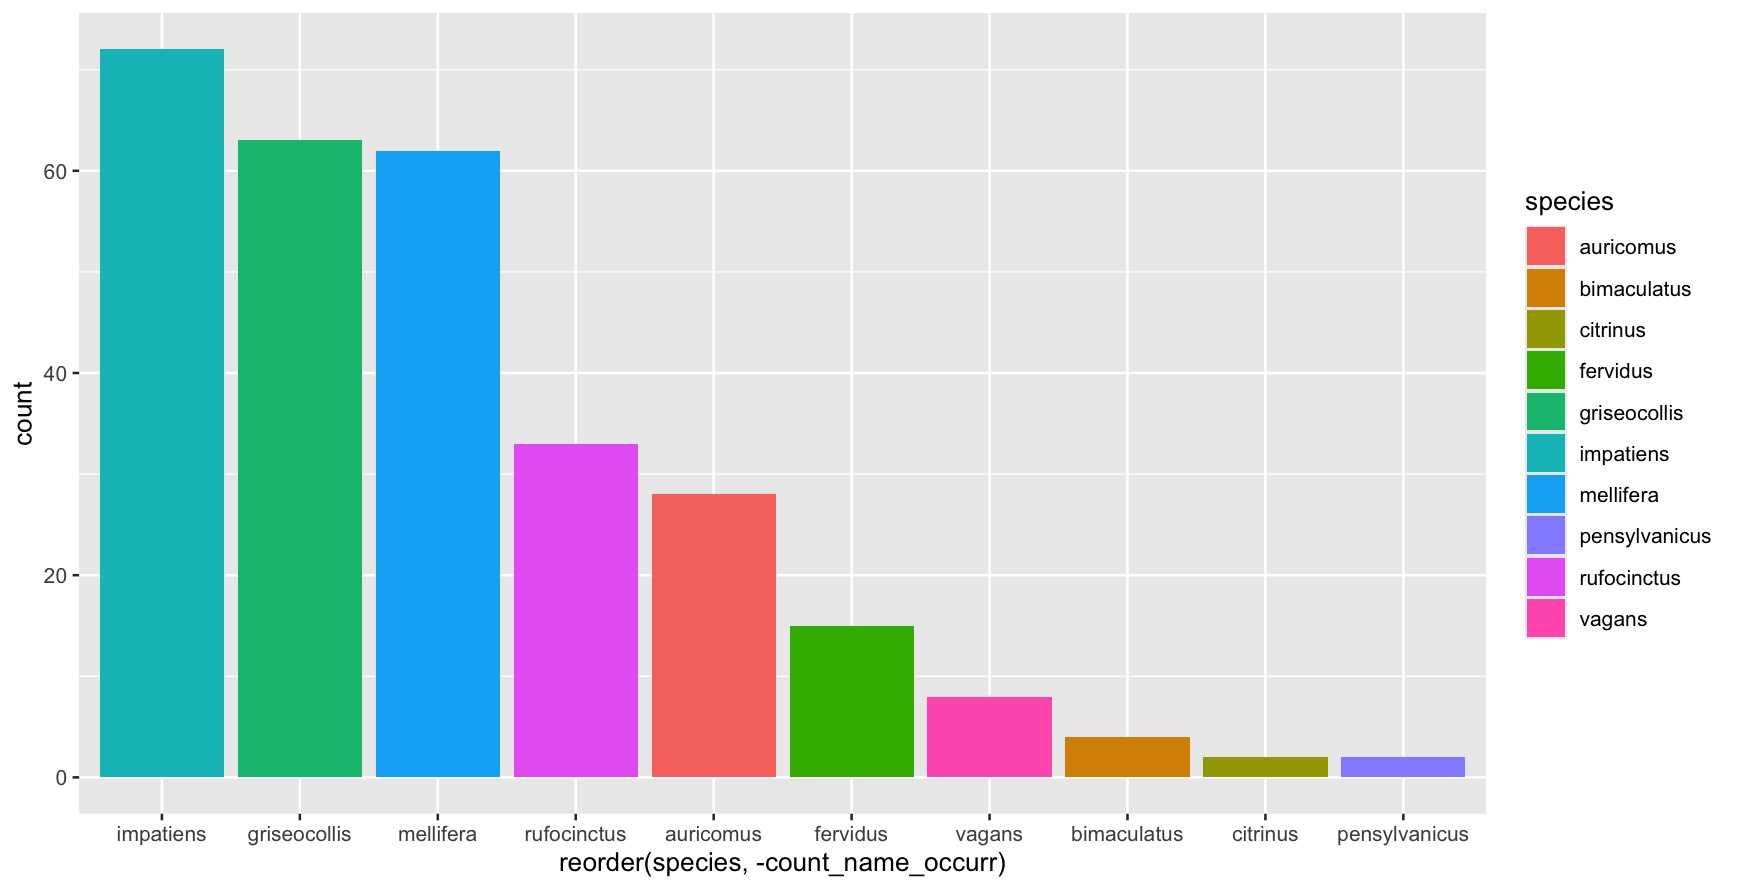 60
40
20
0
count
impatiens griseocollis mellifera rufocinctus auricomus fervidus vagans bimaculatus citrinus pensylvanicus
reorder(species, -count_name_occurr)
species
auricomus
bimaculatus
citrinus
fervidus
griseocollis
impatiens
mellifera
pensylvanicus
rufocinctus
vagans